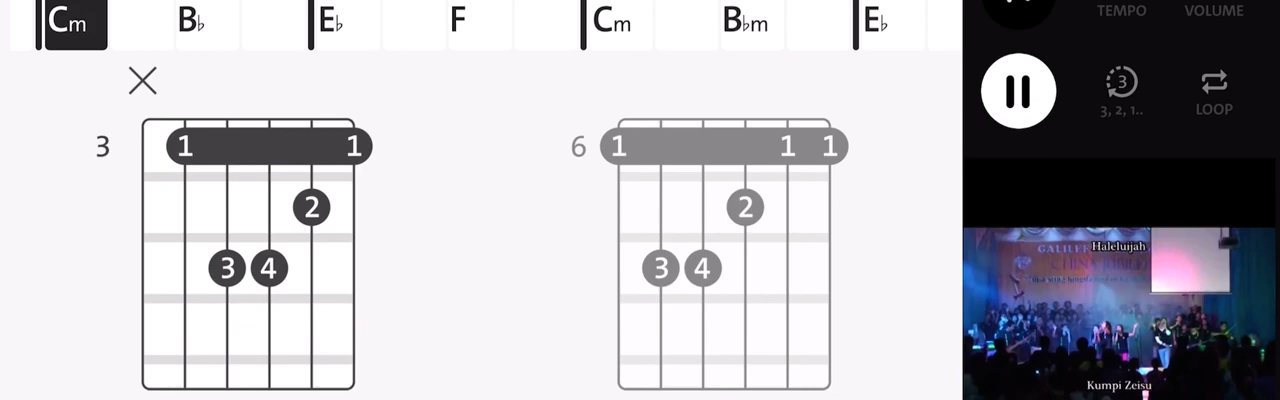 Cm B♭ E♭ F Cm B♭m E♭
TEMPO VOLUME
3
3, 2, 1.. LOOP
3 1 1
2
3 4
6 1 1 1
2
3 4
Haleluijah
Kumpi Zeisu